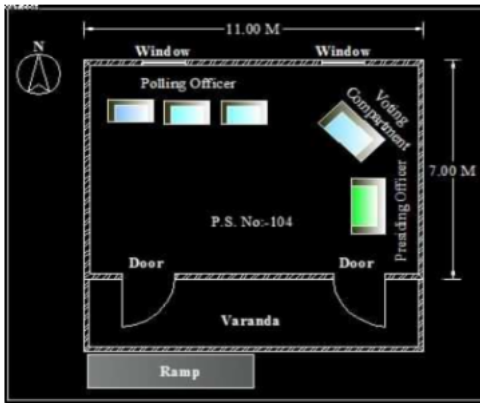 11.00 M
N
Window
Window
Polling Officer
Voting
Compartment
7.00 M
Presiding Officer
P.S. No:-104
Door
Door
Varanda
Ramp